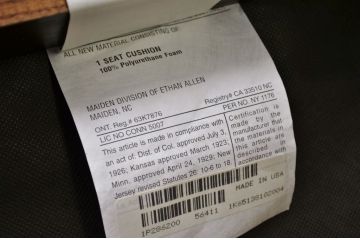 ALL NEW MATERIAL CONSISTING OF
1 SEAT CUSHION
100% Polyurethane Foam
MAIDEN DIVISION OF ETHAN ALLEN
MAIDEN, NC
ONT. Reg.# 63K7876
Registry# CA 33510 NC
LIC NO CONN 5007
PER. NO. NY 1176
This article is made in compliance with
an act of: Dist. of Col. approved July 3,
1926; Kansas approved March 1923;
Minn. approved April 24, 1929; New
Jersey revised Statutes 26: 10-6 to 18
Certification is
made by the
manufacturer that
the materials in
this article are
described in
accordance with
MADE IN USA
1P286200 56411 1K65138102004